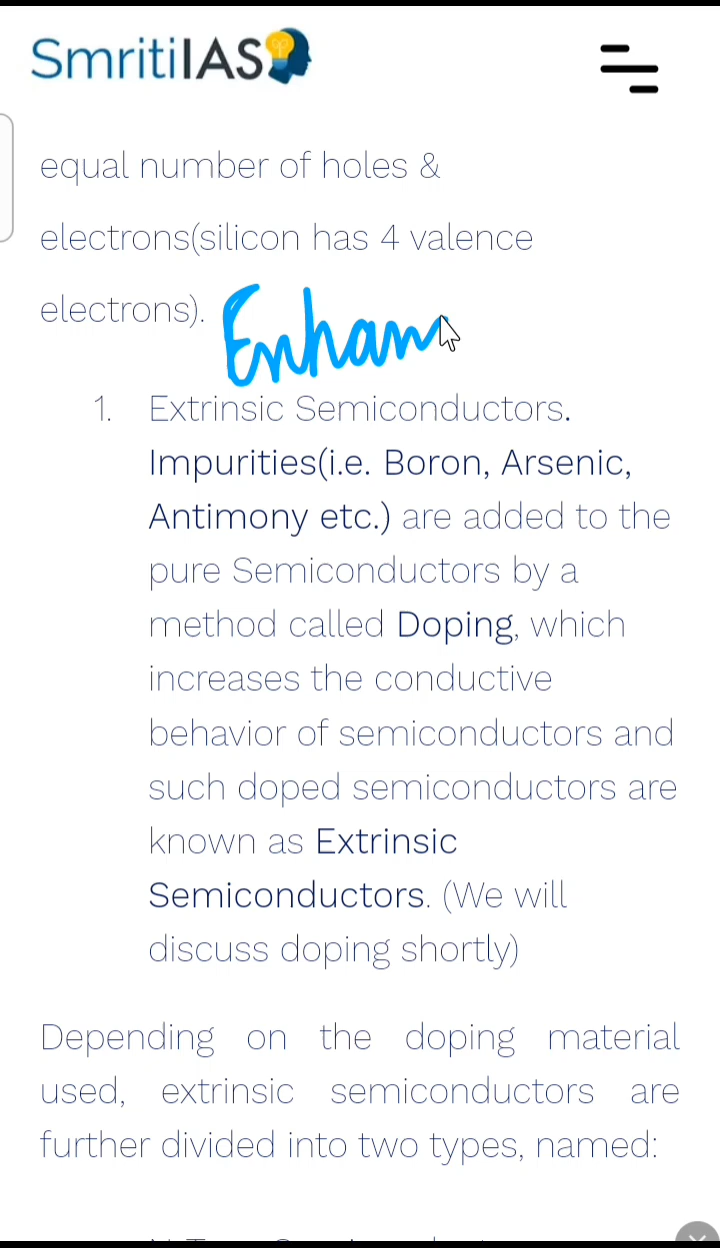 SmritiIAS
equal number of holes &
electrons(silicon has 4 valence
electrons).
Enhan
1. Extrinsic Semiconductors.
Impurities(i.e. Boron, Arsenic,
Antimony etc.) are added to the
pure Semiconductors by a
method called Doping, which
increases the conductive
behavior of semiconductors and
such doped semiconductors are
known as Extrinsic
Semiconductors. (We will
discuss doping shortly)
Depending on the doping material
used, extrinsic semiconductors are
further divided into two types, named: